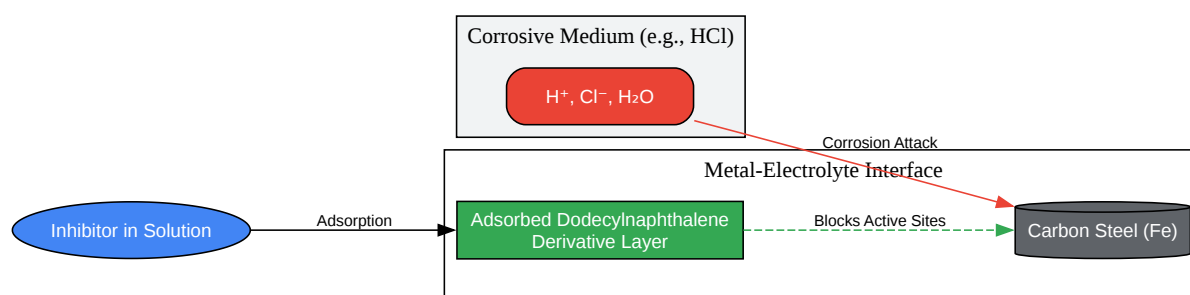 Corrosive Medium (e.g., HCl)
H⁺, Cl⁻, H₂O
Corrosion Attack
Metal-Electrolyte Interface
Inhibitor in Solution
Adsorption
Adsorbed Dodecylnaphthalene
Derivative Layer
Blocks Active Sites
Carbon Steel (Fe)